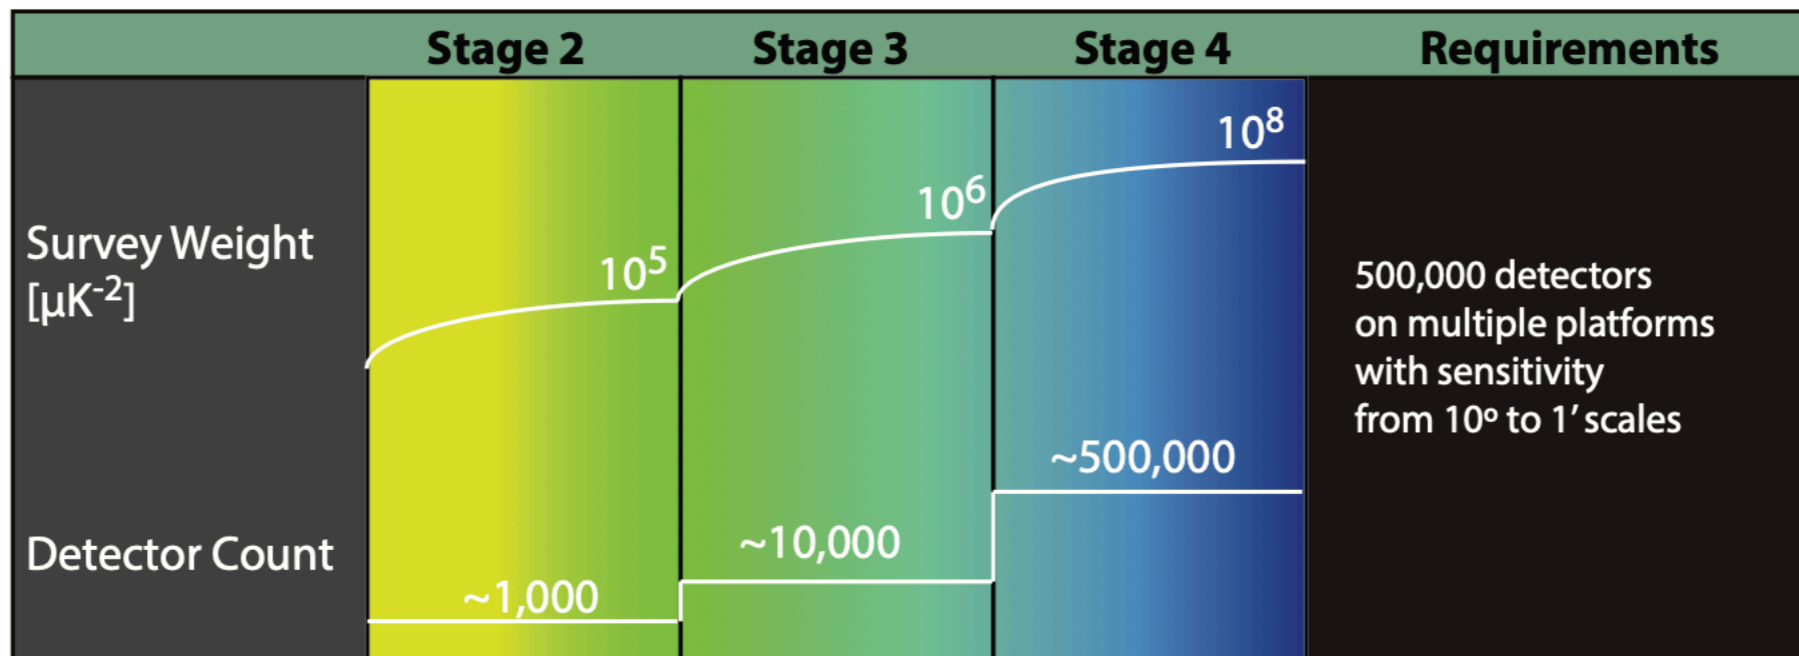 Stage 2 Stage 3 Stage 4 Requirements
Survey Weight
[µK⁻²]
10⁵
10⁶
10⁸
500,000 detectors
on multiple platforms
with sensitivity
from 10º to 1’ scales
Detector Count
~1,000
~10,000
~500,000